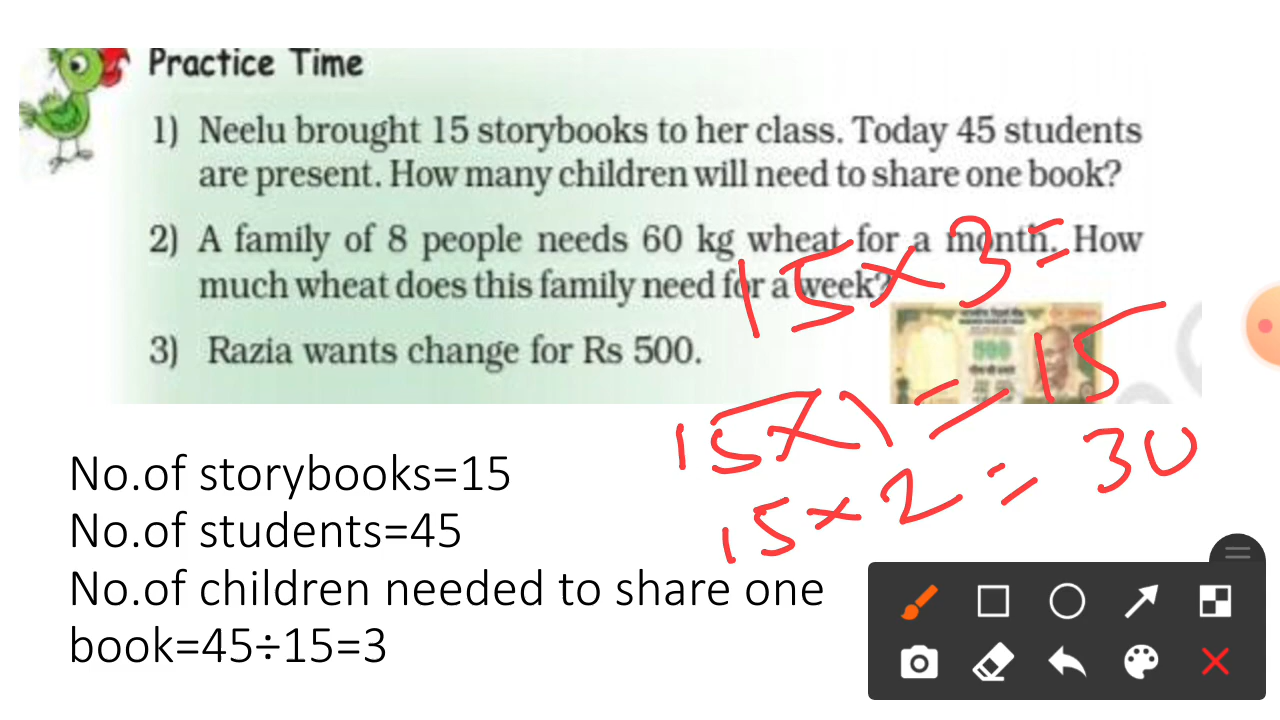 Practice Time
1) Neelu brought 15 storybooks to her class. Today 45 students
are present. How many children will need to share one book?
2) A family of 8 people needs 60 kg wheat for a month. How
much wheat does this family need for a week?
3) Razia wants change for Rs 500.
500
15×3=
15×1=15
15×2=30
No.of storybooks=15
No.of students=45
No.of children needed to share one
book=45÷15=3